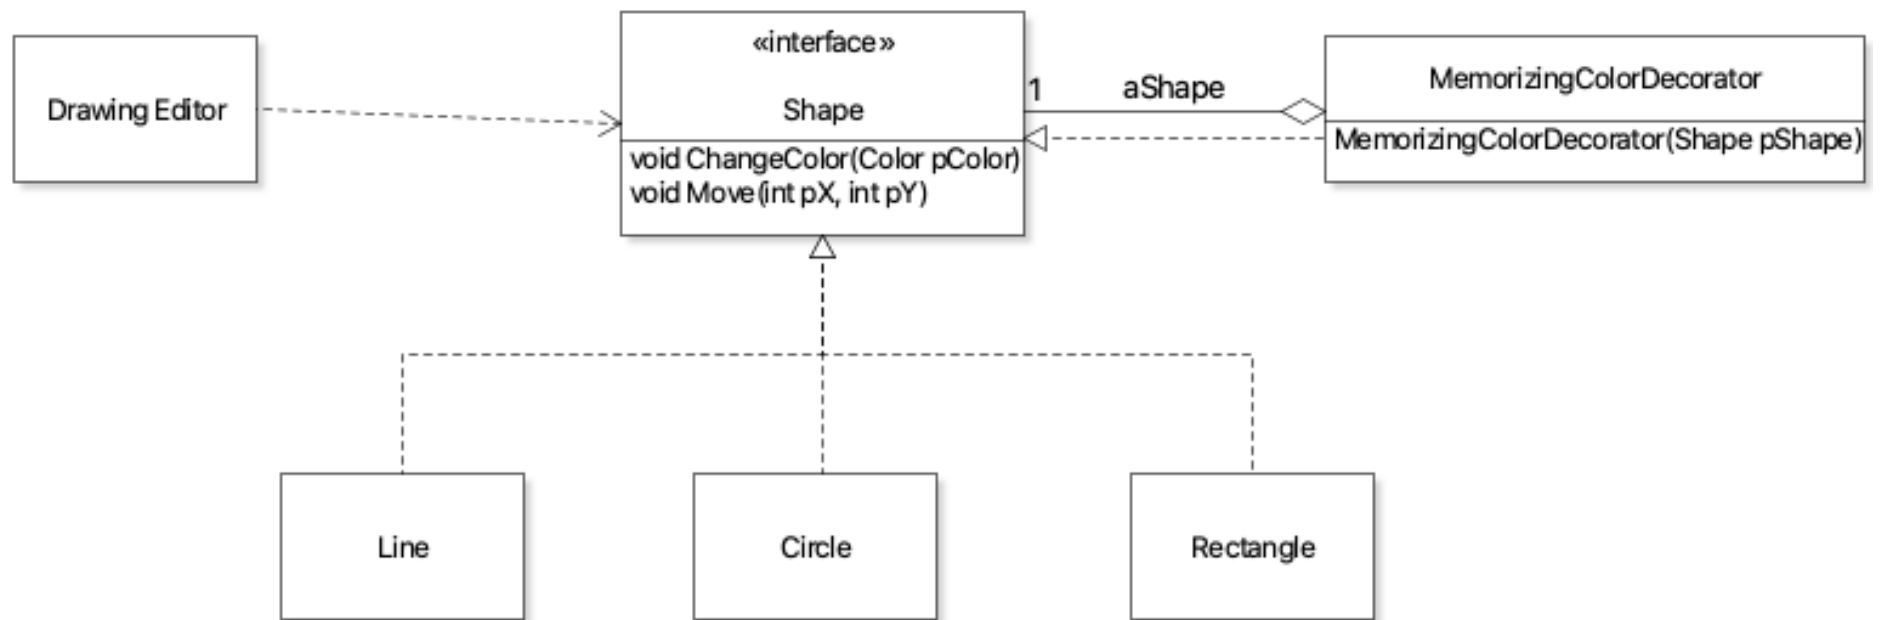 Drawing Editor
«interface»
Shape
void ChangeColor(Color pColor)
void Move(int pX, int pY)
1
aShape
MemorizingColorDecorator
MemorizingColorDecorator(Shape pShape)
Line
Circle
Rectangle